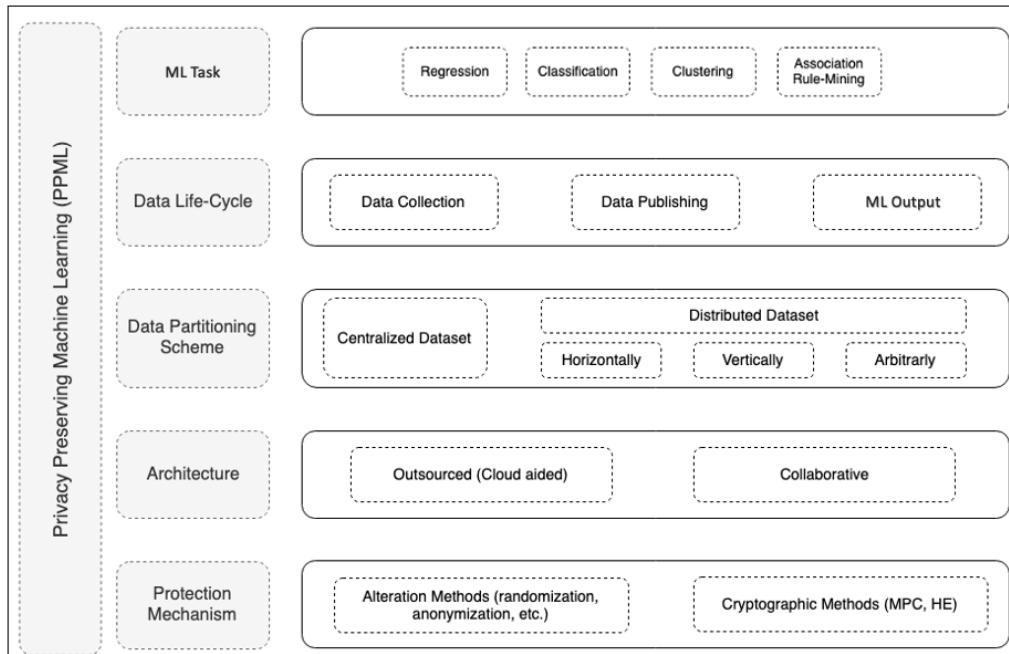 Privacy Preserving Machine Learning (PPML)
ML Task
Regression
Classification
Clustering
Association
Rule-Mining
Data Life-Cycle
Data Collection
Data Publishing
ML Output
Data Partitioning
Scheme
Centralized Dataset
Distributed Dataset
Horizontally
Vertically
Arbitrarly
Architecture
Outsourced (Cloud aided)
Collaborative
Protection
Mechanism
Alteration Methods (randomization,
anonymization, etc.)
Cryptographic Methods (MPC, HE)